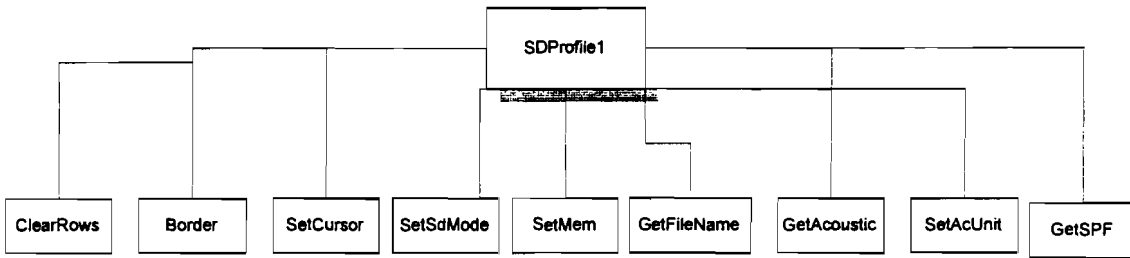 SDProfile1
ClearRows
Border
SetCursor
SetSdMode
SetMem
GetFileName
GetAcoustic
SetAcUnit
GetSPF